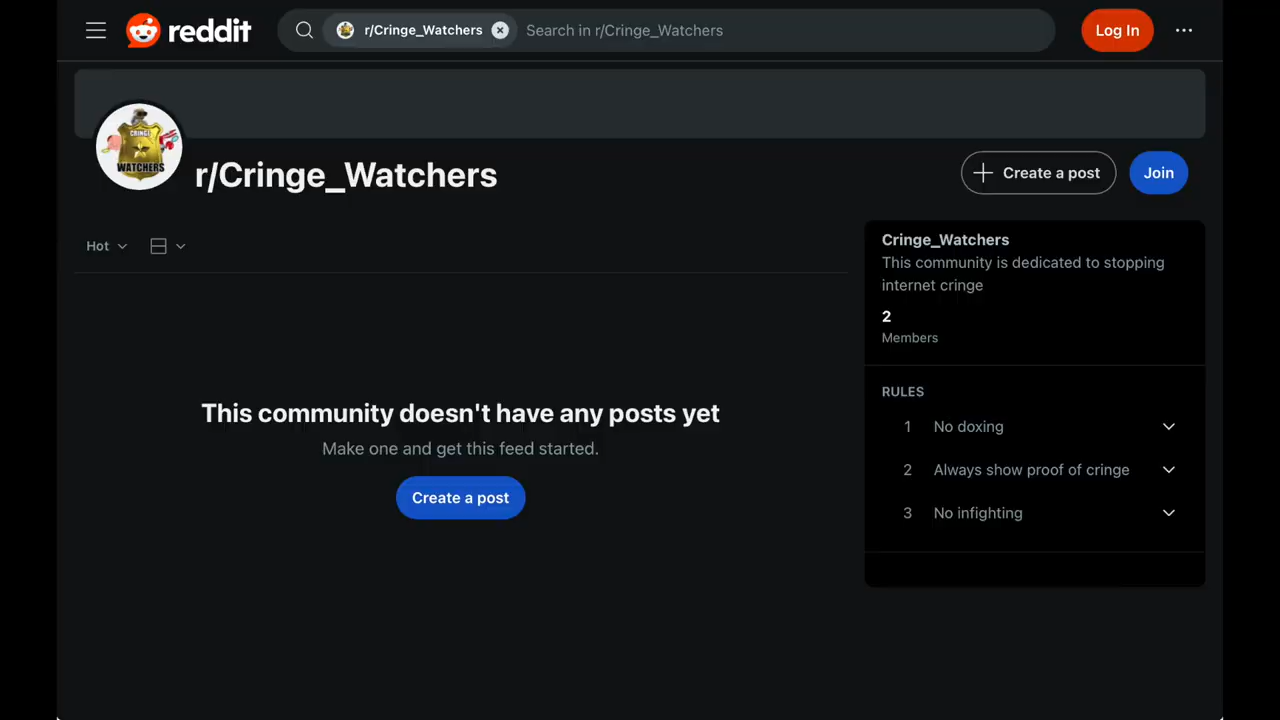 reddit
r/Cringe_Watchers
Search in r/Cringe_Watchers
Log In
CRINGE
WATCHERS
r/Cringe_Watchers
Create a post
Join
Hot
Cringe_Watchers
This community is dedicated to stopping
internet cringe
2
Members
This community doesn't have any posts yet
Make one and get this feed started.
Create a post
RULES
1 No doxing
2 Always show proof of cringe
3 No infighting